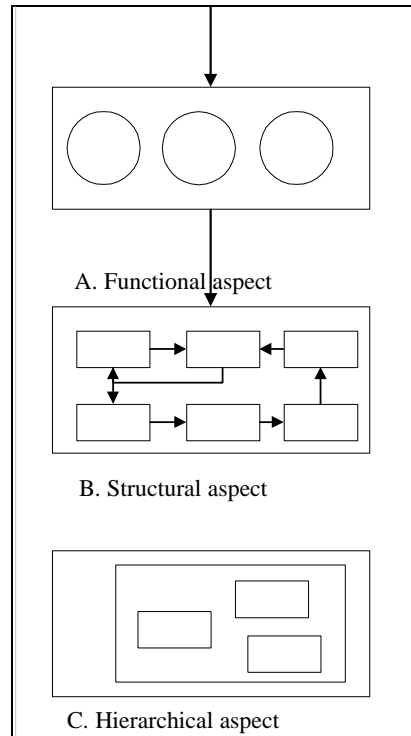 A. Functional aspect
B. Structural aspect
C. Hierarchical aspect